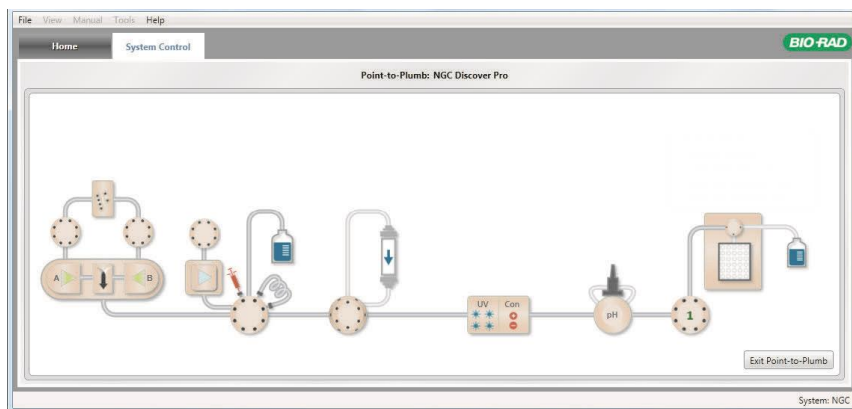 File View Manual Tools Help
Home System Control BIO-RAD
Point-to-Plumb: NGC Discover Pro
A B
UV Con
pH
1
Exit Point-to-Plumb
System: NGC